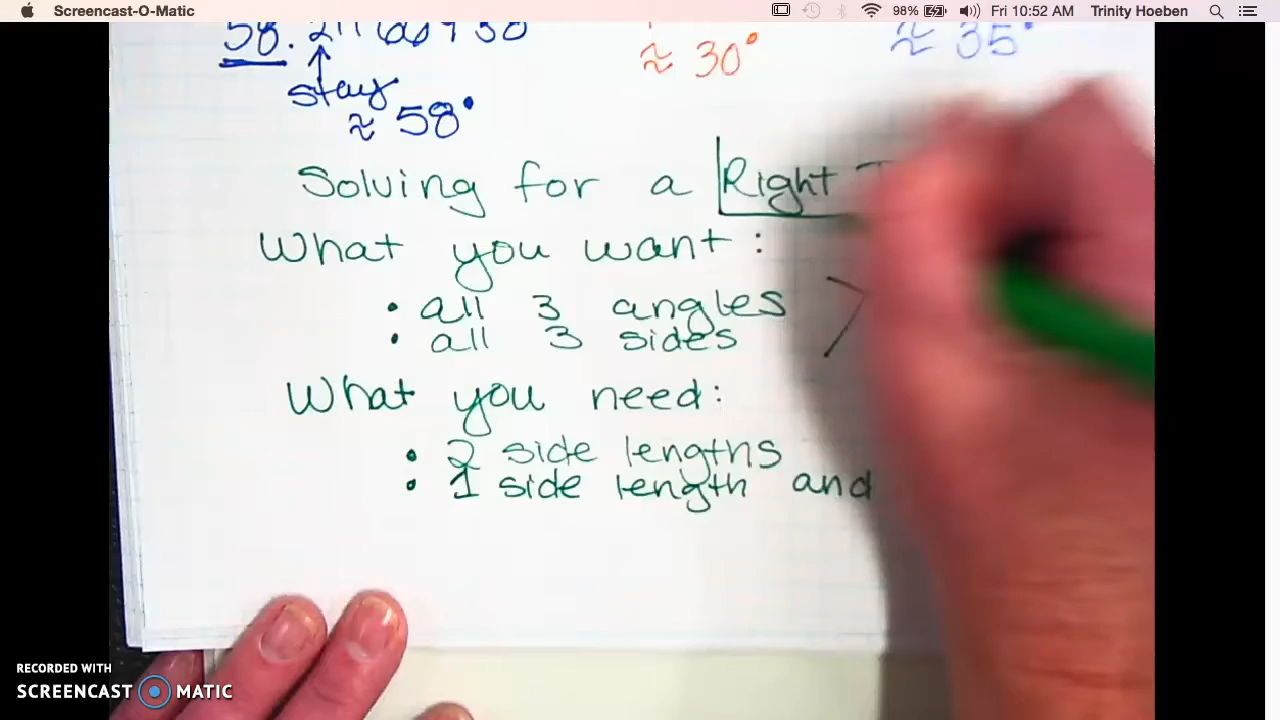 Screencast-O-Matic
98%
Fri 10:52 AM
Trinity Hoeben
≈ 30°
≈ 35°
stay
≈ 58°
Solving for a Right
What you want:
• all 3 angles
• all 3 sides
What you need:
• 2 side lengths
• 1 side length and
RECORDED WITH
SCREENCAST MATIC